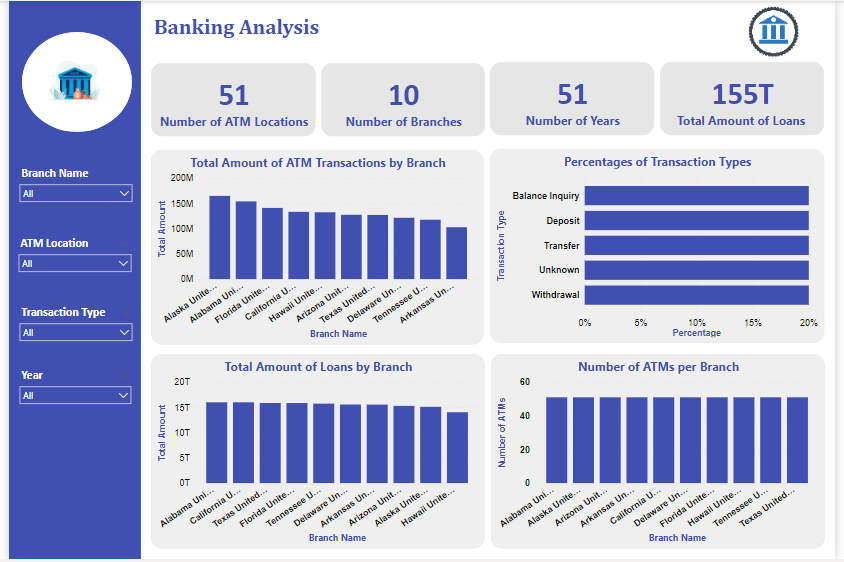 Banking Analysis
51
Number of ATM Locations
10
Number of Branches
51
Number of Years
155T
Total Amount of Loans
Branch Name
All
ATM Location
All
Transaction Type
All
Year
All
Total Amount of ATM Transactions by Branch
Total Amount
200M
150M
100M
50M
0M
Alaska Unite...
Alabama Uni...
Florida Unite...
California U...
Hawaii Unite...
Arizona Unit...
Texas United...
Delaware Un...
Tennessee U...
Arkansas Un...
Branch Name
Percentages of Transaction Types
Transaction Type
Balance Inquiry
Deposit
Transfer
Unknown
Withdrawal
0%
5%
10%
15%
20%
Percentage
Total Amount of Loans by Branch
Total Amount
20T
15T
10T
5T
0T
Alabama Uni...
California U...
Texas United...
Florida Unite...
Tennessee U...
Delaware Un...
Arkansas Un...
Arizona Unit...
Alaska Unite...
Hawaii Unite...
Branch Name
Number of ATMs per Branch
Number of ATMs
60
40
20
0
Alabama Uni...
Alaska Unite...
Arizona Unit...
Arkansas Un...
California U...
Delaware Un...
Florida Unite...
Hawaii Unite...
Tennessee U...
Texas United...
Branch Name